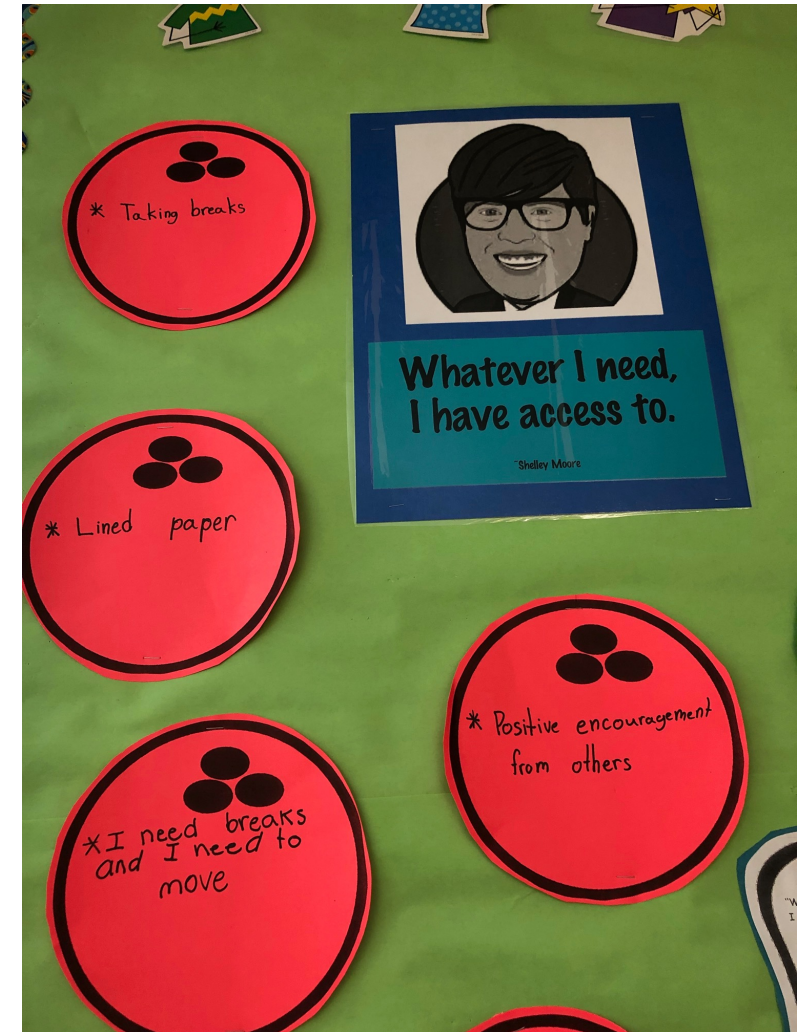 * Taking breaks
Whatever I need,
I have access to.
~Shelley Moore
* Lined paper
* Positive encouragement
from others
* I need breaks
and I need to
move
"W
I